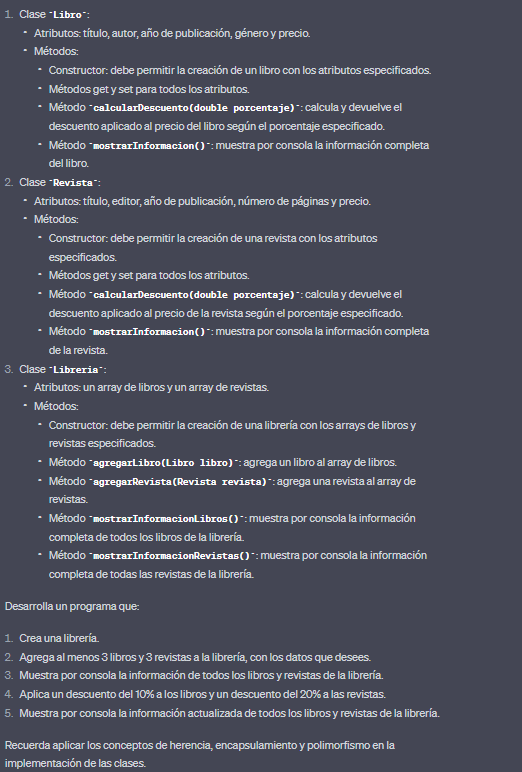 1. Clase `Libro`:
• Atributos: título, autor, año de publicación, género y precio.
• Métodos:
• Constructor: debe permitir la creación de un libro con los atributos especificados.
• Métodos get y set para todos los atributos.
• Método `calcularDescuento(double porcentaje)`: calcula y devuelve el
descuento aplicado al precio del libro según el porcentaje especificado.
• Método `mostrarInformacion()`: muestra por consola la información completa
del libro.
2. Clase `Revista`:
• Atributos: título, editor, año de publicación, número de páginas y precio.
• Métodos:
• Constructor: debe permitir la creación de una revista con los atributos
especificados.
• Métodos get y set para todos los atributos.
• Método `calcularDescuento(double porcentaje)`: calcula y devuelve el
descuento aplicado al precio de la revista según el porcentaje especificado.
• Método `mostrarInformacion()`: muestra por consola la información completa
de la revista.
3. Clase `Libreria`:
• Atributos: un array de libros y un array de revistas.
• Métodos:
• Constructor: debe permitir la creación de una librería con los arrays de libros y
revistas especificados.
• Método `agregarLibro(Libro libro)`: agrega un libro al array de libros.
• Método `agregarRevista(Revista revista)`: agrega una revista al array de
revistas.
• Método `mostrarInformacionLibros()`: muestra por consola la información
completa de todos los libros de la librería.
• Método `mostrarInformacionRevistas()`: muestra por consola la información
completa de todas las revistas de la librería.
Desarrolla un programa que:
1. Crea una librería.
2. Agrega al menos 3 libros y 3 revistas a la librería, con los datos que desees.
3. Muestra por consola la información de todos los libros y revistas de la librería.
4. Aplica un descuento del 10% a los libros y un descuento del 20% a las revistas.
5. Muestra por consola la información actualizada de todos los libros y revistas de la librería.
Recuerda aplicar los conceptos de herencia, encapsulamiento y polimorfismo en la
implementación de las clases.